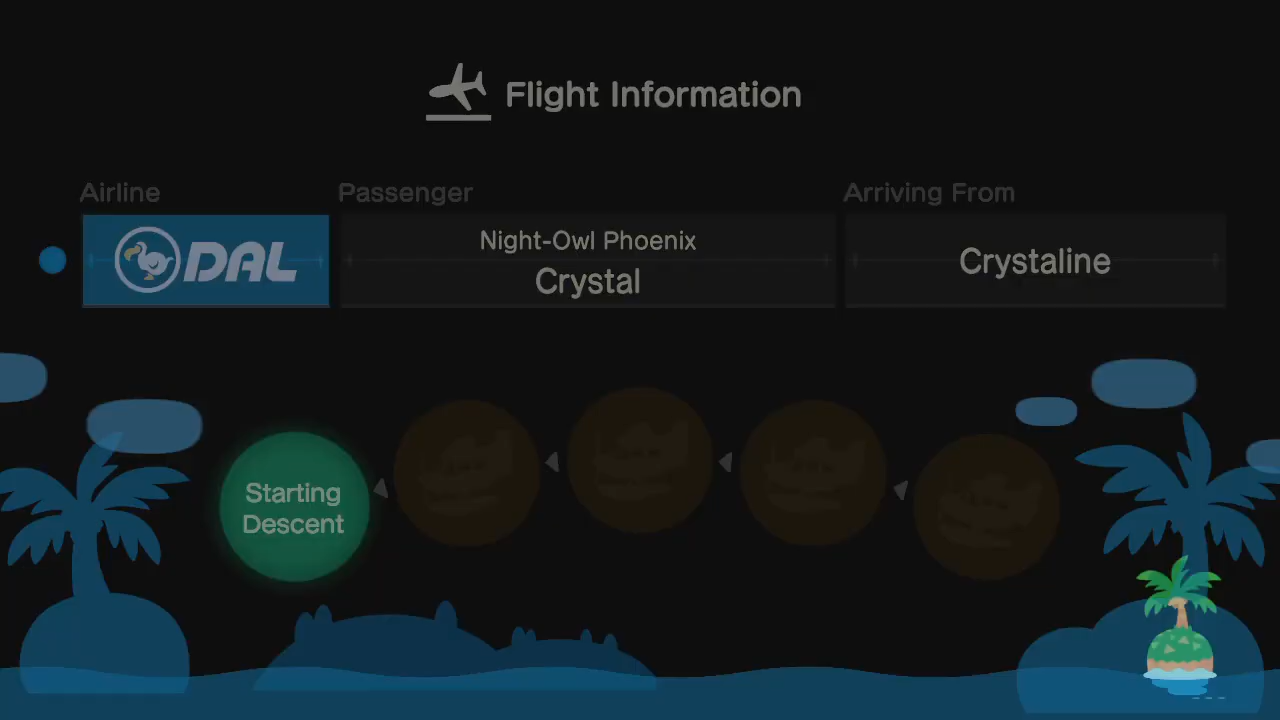 Flight Information
Airline
Passenger
Arriving From
DAL
Night-Owl Phoenix
Crystal
Crystaline
Starting
Descent